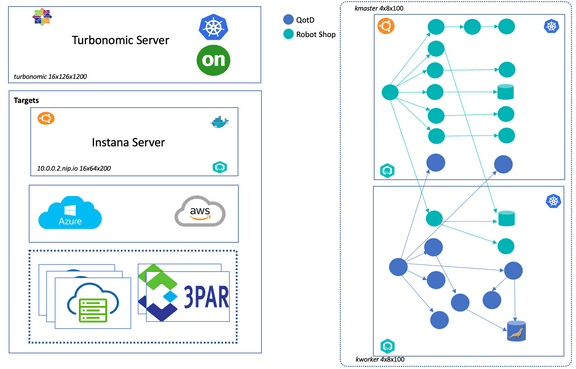 Turbonomic Server
on
turbonomic 16x126x1200
Targets
Instana Server
10.0.0.2.nip.io 16x64x200
Azure
aws
3PAR
QotD
Robot Shop
kmaster 4x8x100
kworker 4x8x100